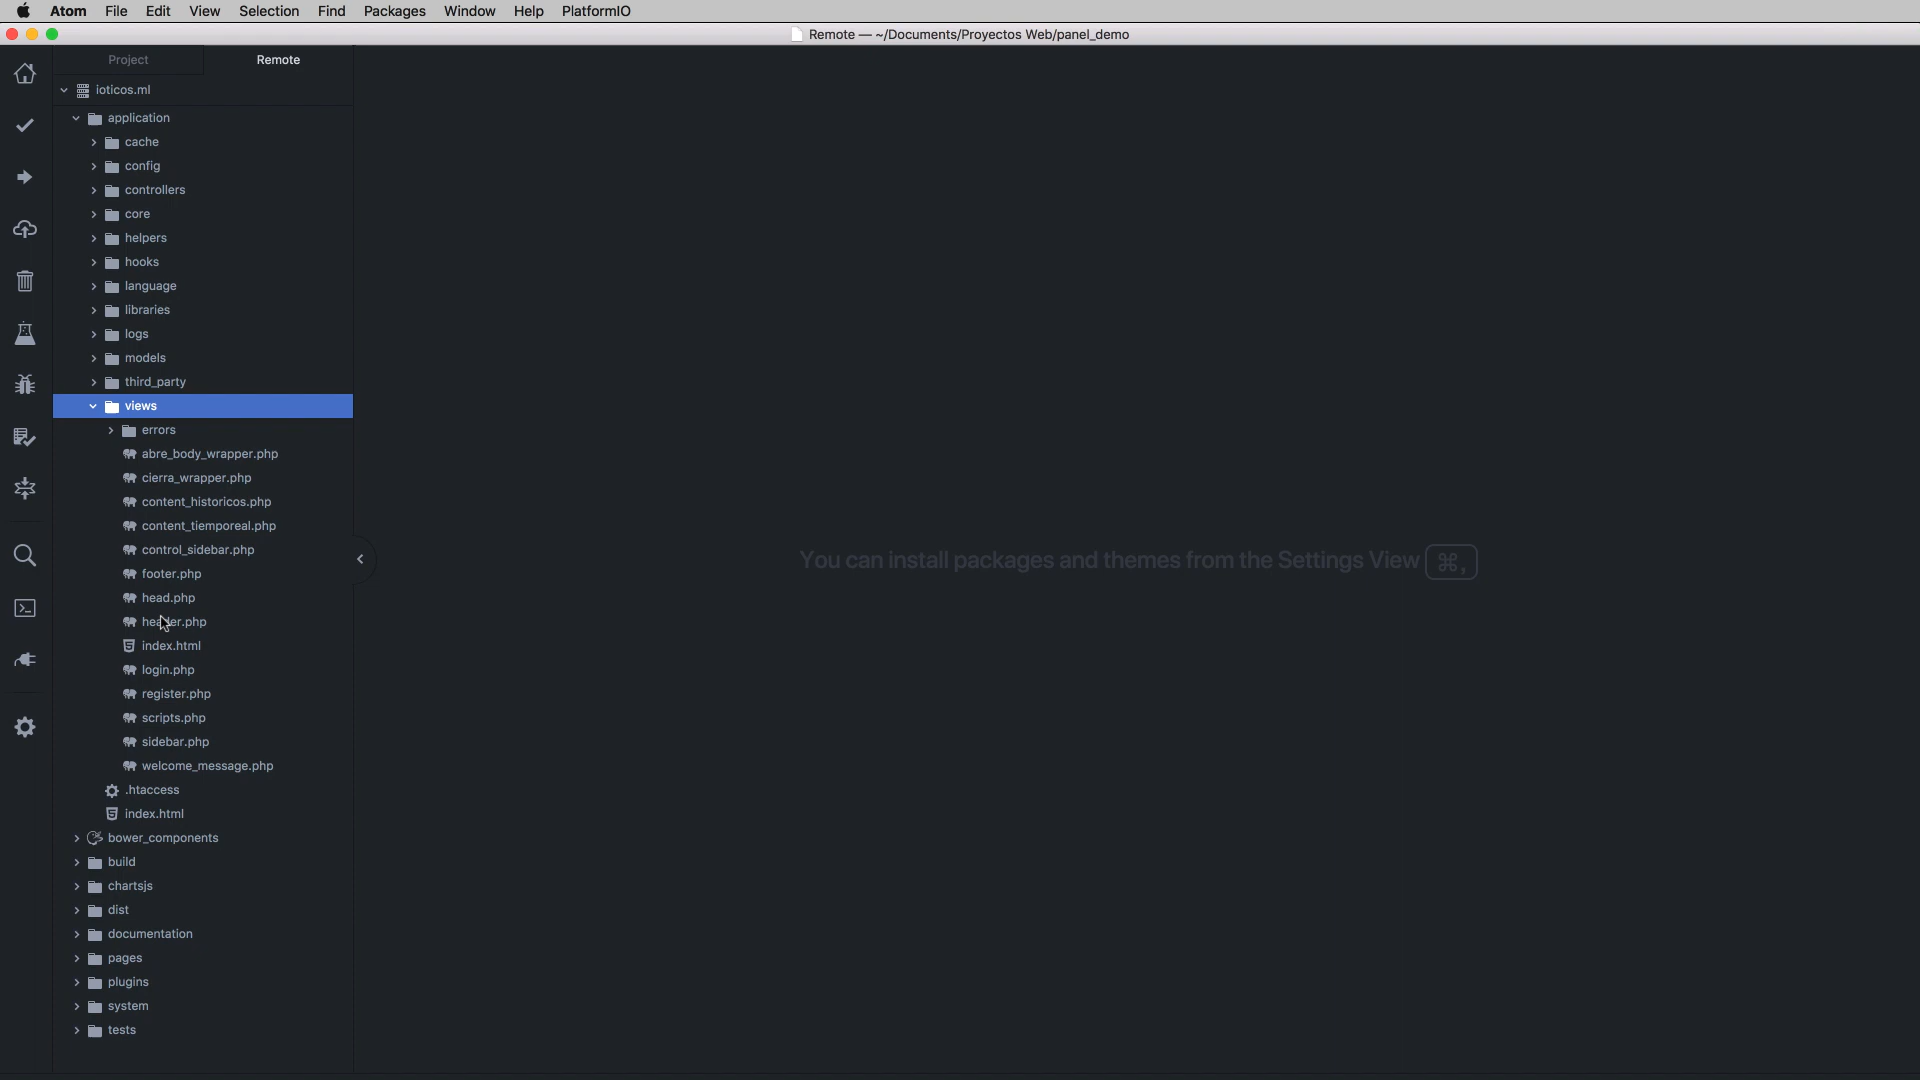 Atom File Edit View Selection Find Packages Window Help PlatformIO
Remote — ~/Documents/Proyectos Web/panel_demo
Project Remote
ioticos.ml
application
cache
config
controllers
core
helpers
hooks
language
libraries
logs
models
third_party
views
errors
abre_body_wrapper.php
cierra_wrapper.php
content_historicos.php
content_tiemporeal.php
control_sidebar.php
You can install packages and themes from the Settings View ⌘,
footer.php
head.php
header.php
index.html
login.php
register.php
scripts.php
sidebar.php
welcome_message.php
.htaccess
index.html
bower_components
build
chartsjs
dist
documentation
pages
plugins
system
tests